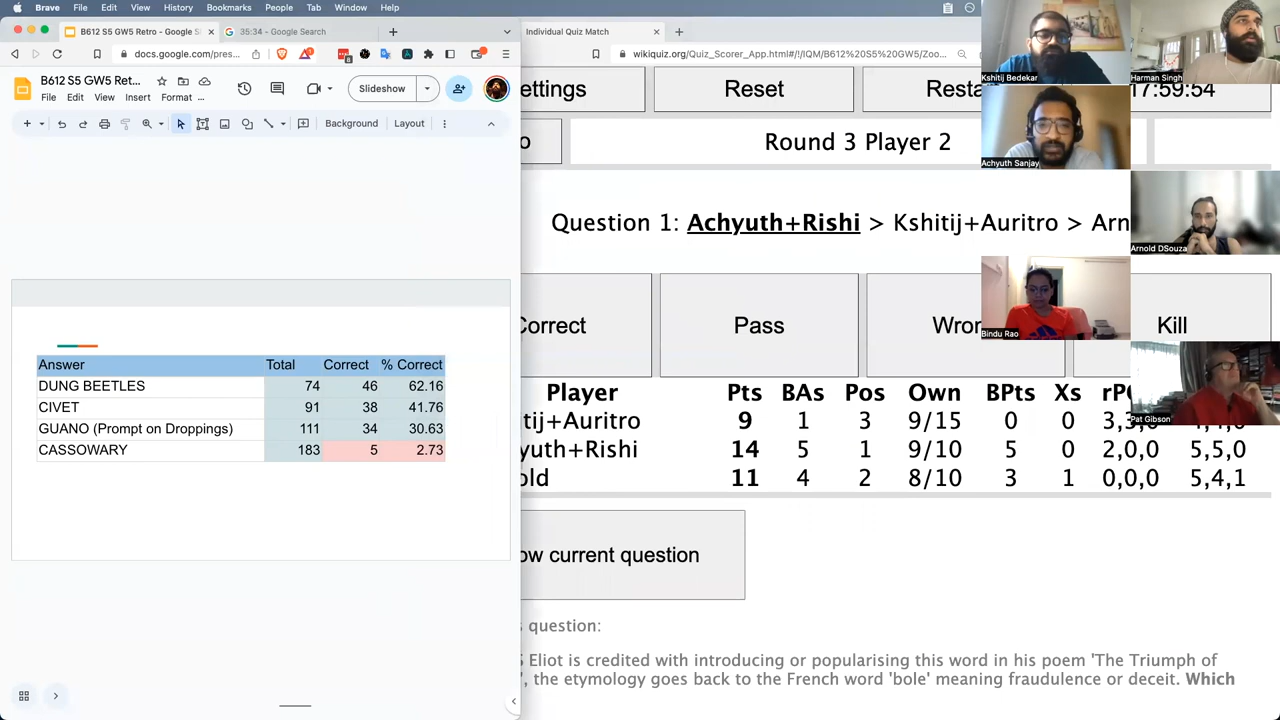 Brave File Edit View History Bookmarks People Tab Window Help
B612 S5 GW5 Retro - Google S
35:34 - Google Search
Individual Quiz Match
docs.google.com/pres...
wikiquiz.org/Quiz_Scorer_App.html#/!/IQM/B612%20S5%20GW5/Zoo...
B612 S5 GW5 Ret...
File Edit View Insert Format ...
Slideshow
Background Layout
ettings
Reset
Resta
17:59:54
o
Round 3 Player 2
Question 1: Achyuth+Rishi > Kshitij+Auritro > Arn
Correct
Pass
Wron
Kill
Player Pts BAs Pos Own BPts Xs rP
tij+Auritro 9 1 3 9/15 0 0 3,3,0
yuth+Rishi 14 5 1 9/10 5 0 2,0,0 5,5,0
old 11 4 2 8/10 3 1 0,0,0 5,4,1
ow current question
s question:
S Eliot is credited with introducing or popularising this word in his poem 'The Triumph of
', the etymology goes back to the French word 'bole' meaning fraudulence or deceit. Which
Answer Total Correct % Correct
DUNG BEETLES 74 46 62.16
CIVET 91 38 41.76
GUANO (Prompt on Droppings) 111 34 30.63
CASSOWARY 183 5 2.73
Kshitij Bedekar
Harman Singh
Achyuth Sanjay
Arnold DSouza
Bindu Rao
Pat Gibson